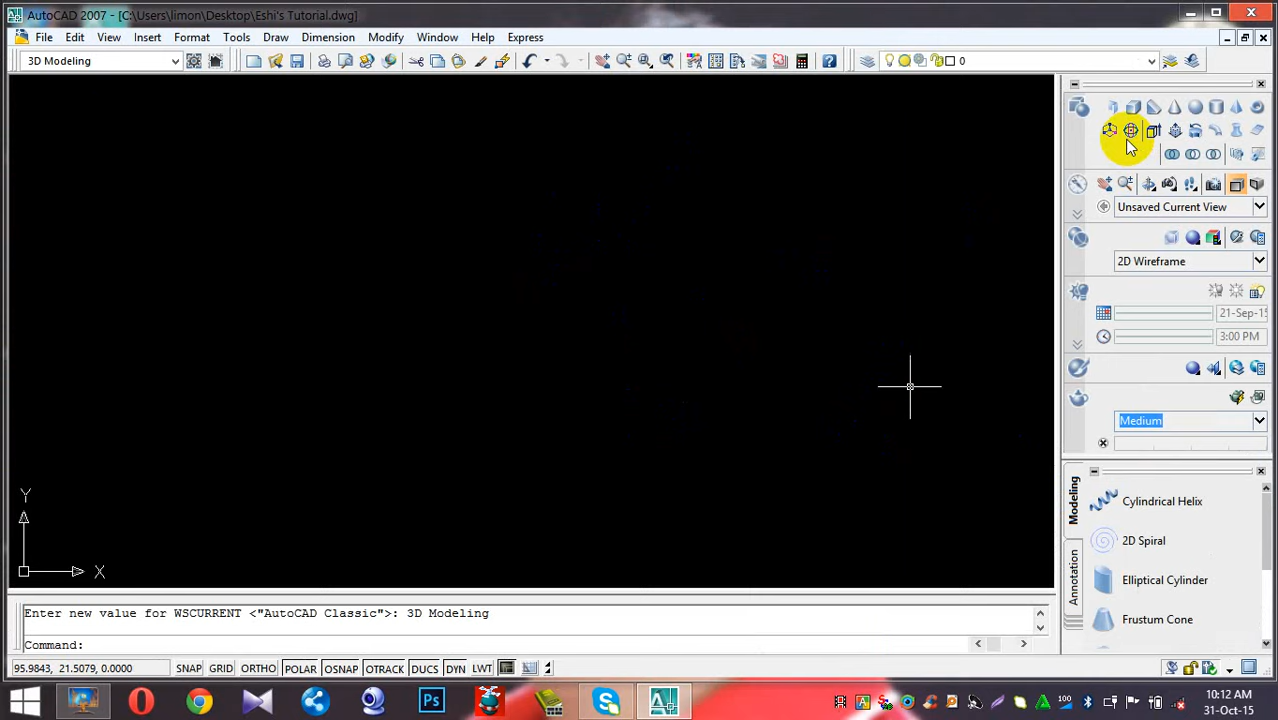 AutoCAD 2007 - [C:\Users\limon\Desktop\Eshi's Tutorial.dwg]
File Edit View Insert Format Tools Draw Dimension Modify Window Help Express
3D Modeling
0
Unsaved Current View
2D Wireframe
21-Sep-15
3:00 PM
Medium
Modeling
Annotation
Cylindrical Helix
2D Spiral
Elliptical Cylinder
Frustum Cone
Y
X
Enter new value for WSCURRENT <"AutoCAD Classic">: 3D Modeling
Command:
95.9843, 21.5079, 0.0000 SNAP GRID ORTHO POLAR OSNAP OTRACK DUCS DYN LWT
Ps
100
10:12 AM
31-Oct-15